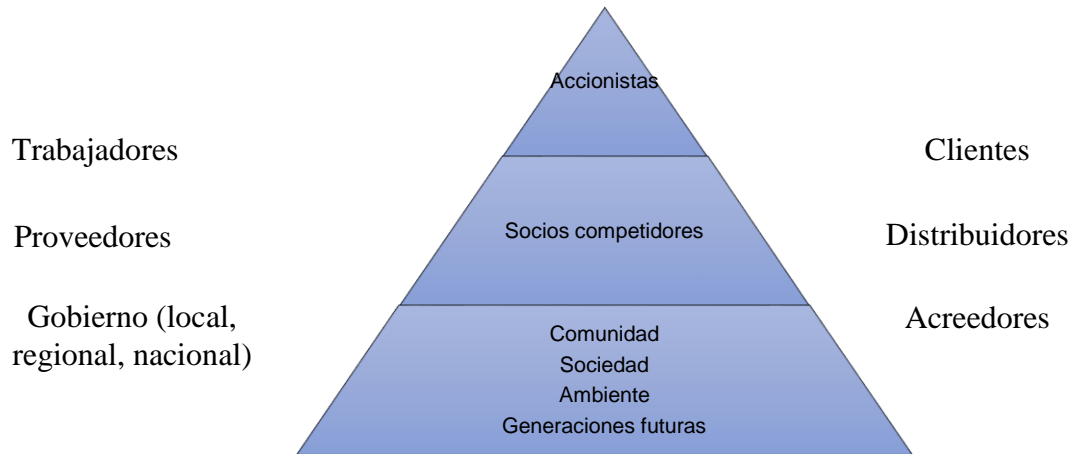 Accionistas
Trabajadores
Clientes
Proveedores
Socios competidores
Distribuidores
Gobierno (local,
regional, nacional)
Acreedores
Comunidad
Sociedad
Ambiente
Generaciones futuras